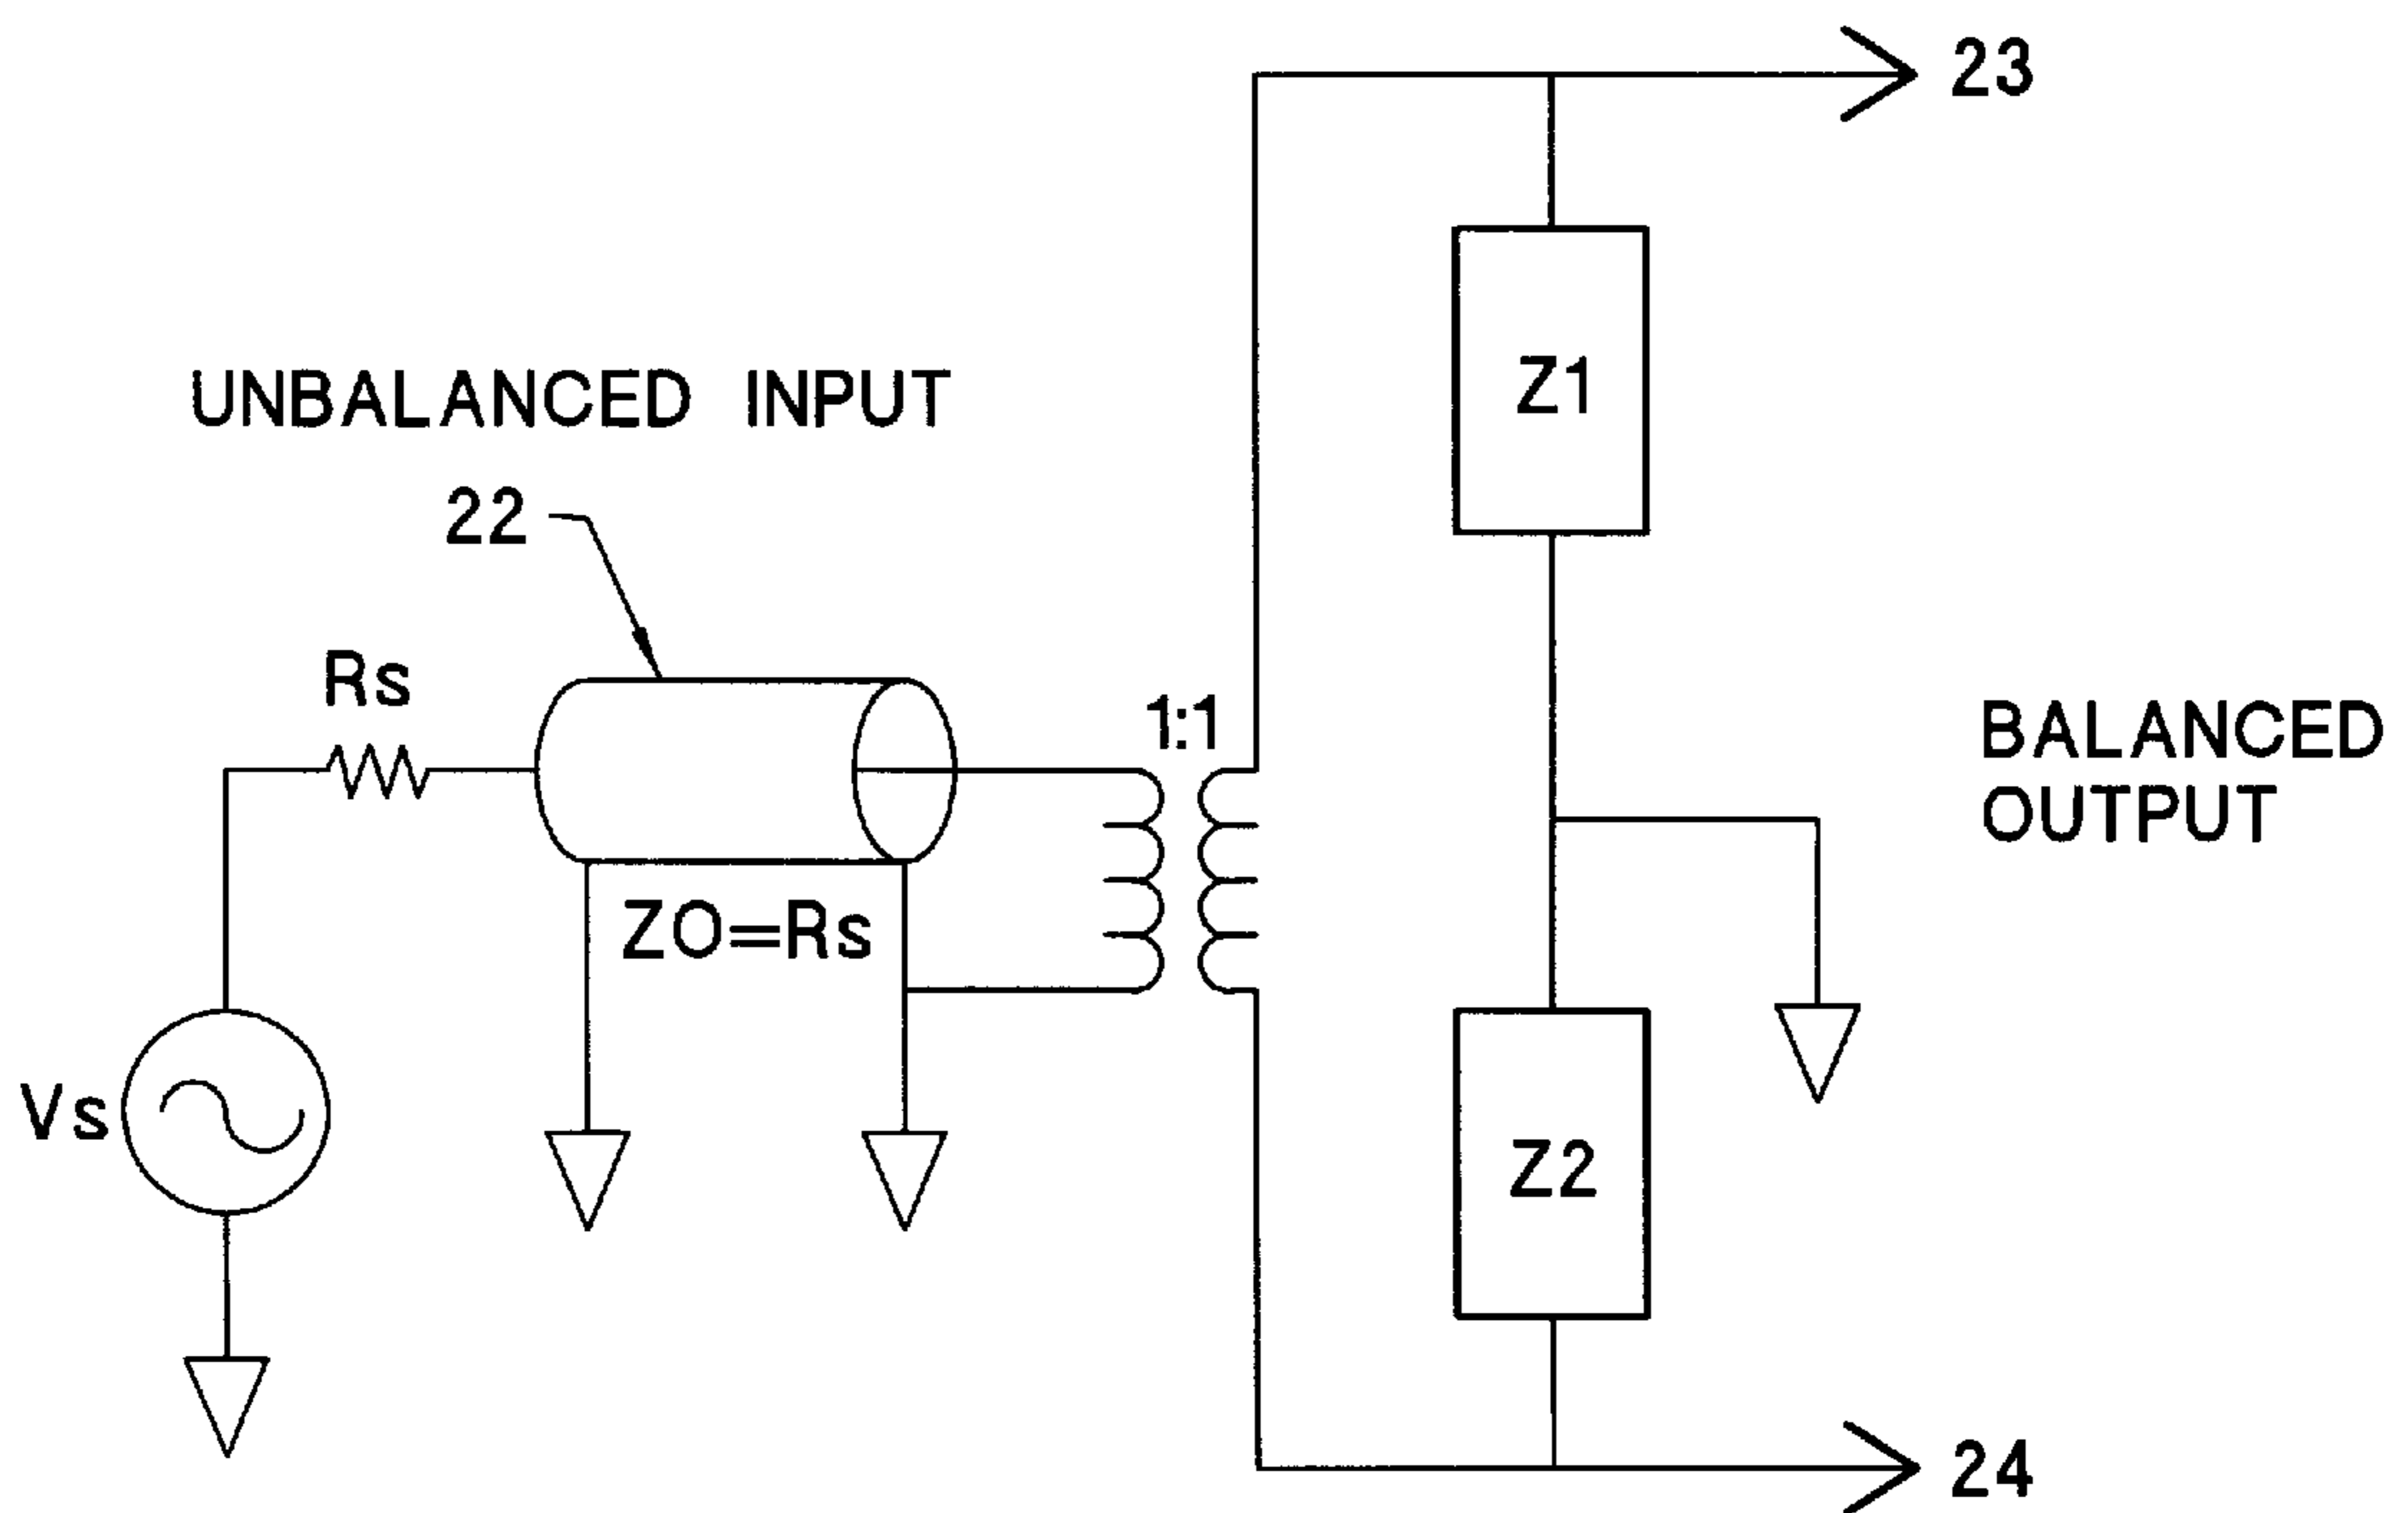 23
Z1
UNBALANCED INPUT
22
Rs
1:1
BALANCED
OUTPUT
ZO=Rs
Vs
Z2
24